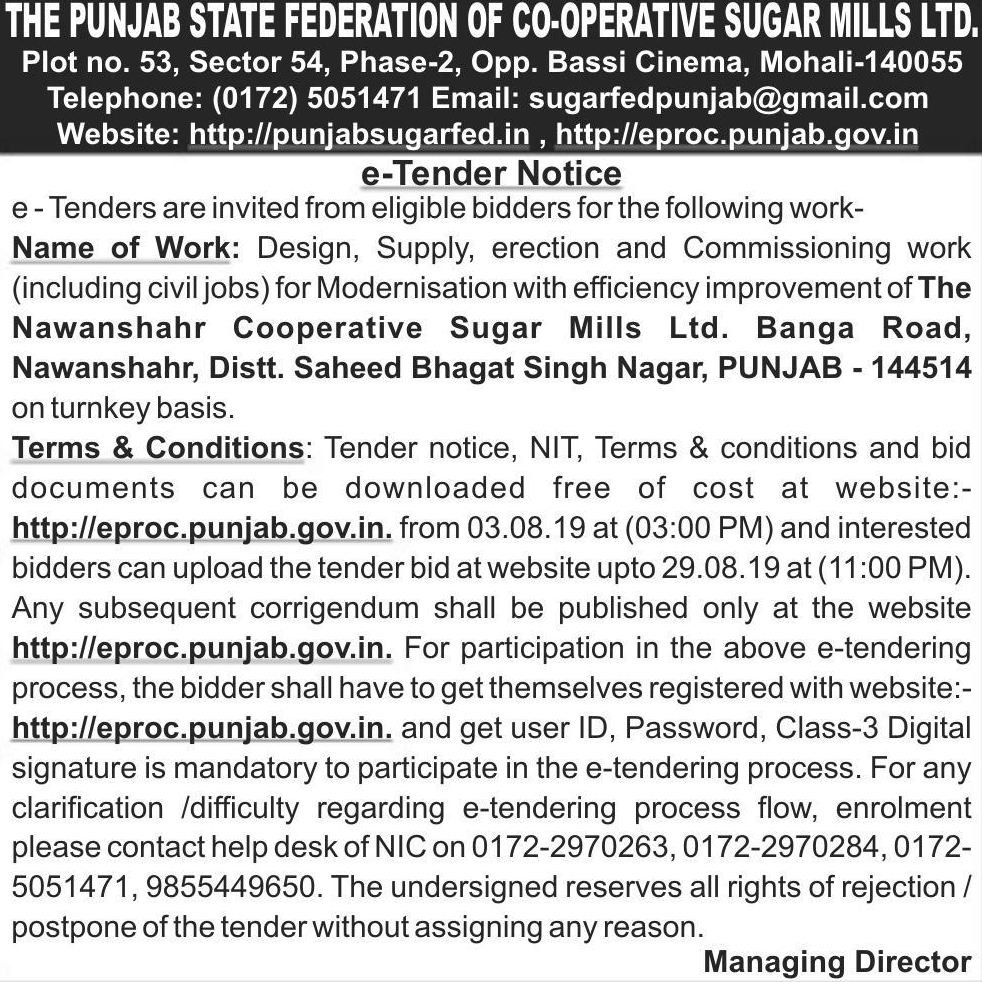 THE PUNJAB STATE FEDERATION OF CO-OPERATIVE SUGAR MILLS LTD.
Plot no. 53, Sector 54, Phase-2, Opp. Bassi Cinema, Mohali-140055
Telephone: (0172) 5051471 Email: sugarfedpunjab@gmail.com
Website: http://punjabsugarfed.in , http://eproc.punjab.gov.in
e-Tender Notice
e - Tenders are invited from eligible bidders for the following work-
Name of Work: Design, Supply, erection and Commissioning work
(including civil jobs) for Modernisation with efficiency improvement of The
Nawanshahr Cooperative Sugar Mills Ltd. Banga Road,
Nawanshahr, Distt. Saheed Bhagat Singh Nagar, PUNJAB - 144514
on turnkey basis.
Terms & Conditions: Tender notice, NIT, Terms & conditions and bid
documents can be downloaded free of cost at website:-
http://eproc.punjab.gov.in. from 03.08.19 at (03:00 PM) and interested
bidders can upload the tender bid at website upto 29.08.19 at (11:00 PM).
Any subsequent corrigendum shall be published only at the website
http://eproc.punjab.gov.in. For participation in the above e-tendering
process, the bidder shall have to get themselves registered with website:-
http://eproc.punjab.gov.in. and get user ID, Password, Class-3 Digital
signature is mandatory to participate in the e-tendering process. For any
clarification /difficulty regarding e-tendering process flow, enrolment
please contact help desk of NIC on 0172-2970263, 0172-2970284, 0172-
5051471, 9855449650. The undersigned reserves all rights of rejection /
postpone of the tender without assigning any reason.
Managing Director